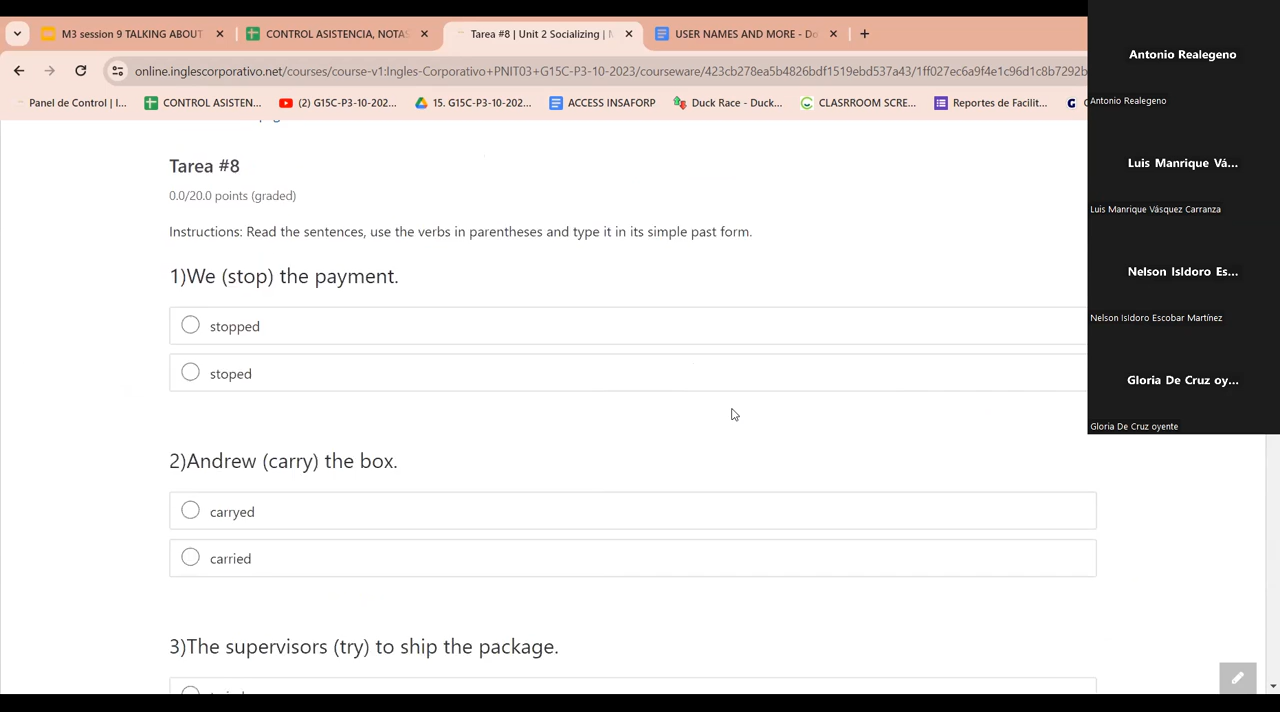 M3 session 9 TALKING ABOUT
CONTROL ASISTENCIA, NOTAS
Tarea #8 | Unit 2 Socializing |
USER NAMES AND MORE - Do
online.inglescorporativo.net/courses/course-v1:Ingles-Corporativo+PNIT03+G15C-P3-10-2023/courseware/423cb278ea5b4826bdf1519ebd537a43/1ff027ec6a9f4e1c96d1c8b7292b
Panel de Control | I...
CONTROL ASISTEN...
(2) G15C-P3-10-202...
15. G15C-P3-10-202...
ACCESS INSAFORP
Duck Race - Duck...
CLASRROOM SCRE...
Reportes de Facilit...
Tarea #8
0.0/20.0 points (graded)
Instructions: Read the sentences, use the verbs in parentheses and type it in its simple past form.
1)We (stop) the payment.
stopped
stoped
2)Andrew (carry) the box.
carryed
carried
3)The supervisors (try) to ship the package.
Antonio Realegeno
Antonio Realegeno
Luis Manrique Vá...
Luis Manrique Vásquez Carranza
Nelson Isidoro Es...
Nelson Isidoro Escobar Martínez
Gloria De Cruz oy...
Gloria De Cruz oyente